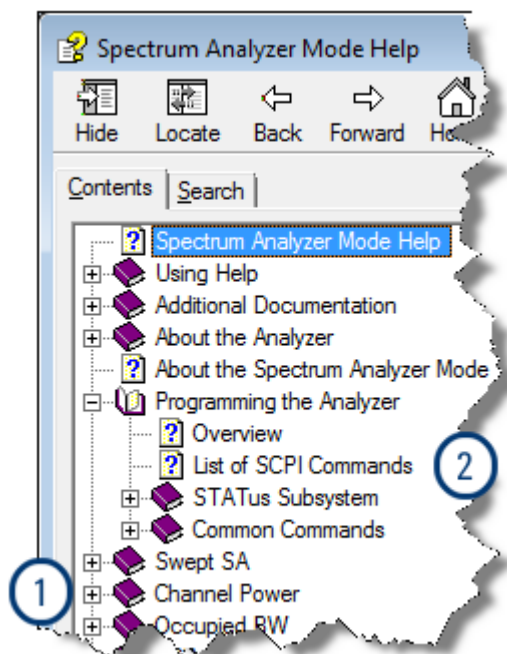 Spectrum Analyzer Mode Help
Hide Locate Back Forward
Contents Search
Spectrum Analyzer Mode Help
Using Help
Additional Documentation
About the Analyzer
About the Spectrum Analyzer Mode
Programming the Analyzer
Overview
List of SCPI Commands
2
STATus Subsystem
Common Commands
Swept SA
1
Channel Power
Occupied BW